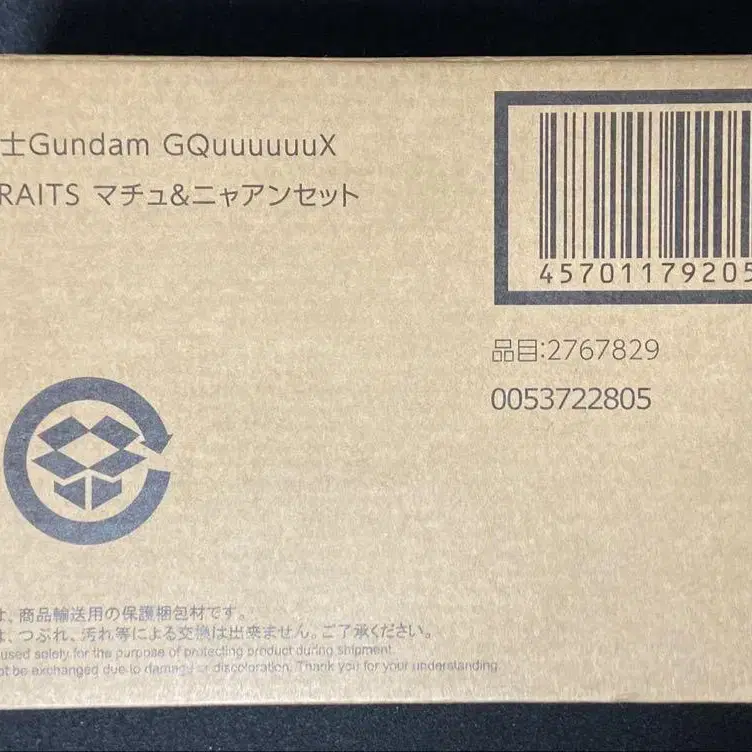 士Gundam GQuuuuuuX
RAITS マチュ&ニャアンセット
45701179205
品目:2767829
0053722805
は、商品輸送用の保護梱包材です。
は、つぶれ、汚れ等による交換は出来ません。ご了承ください。
used solely for the purpose of protecting product during shipment.
ot be exchanged due to damage or discoloration. Thank you for your understanding.